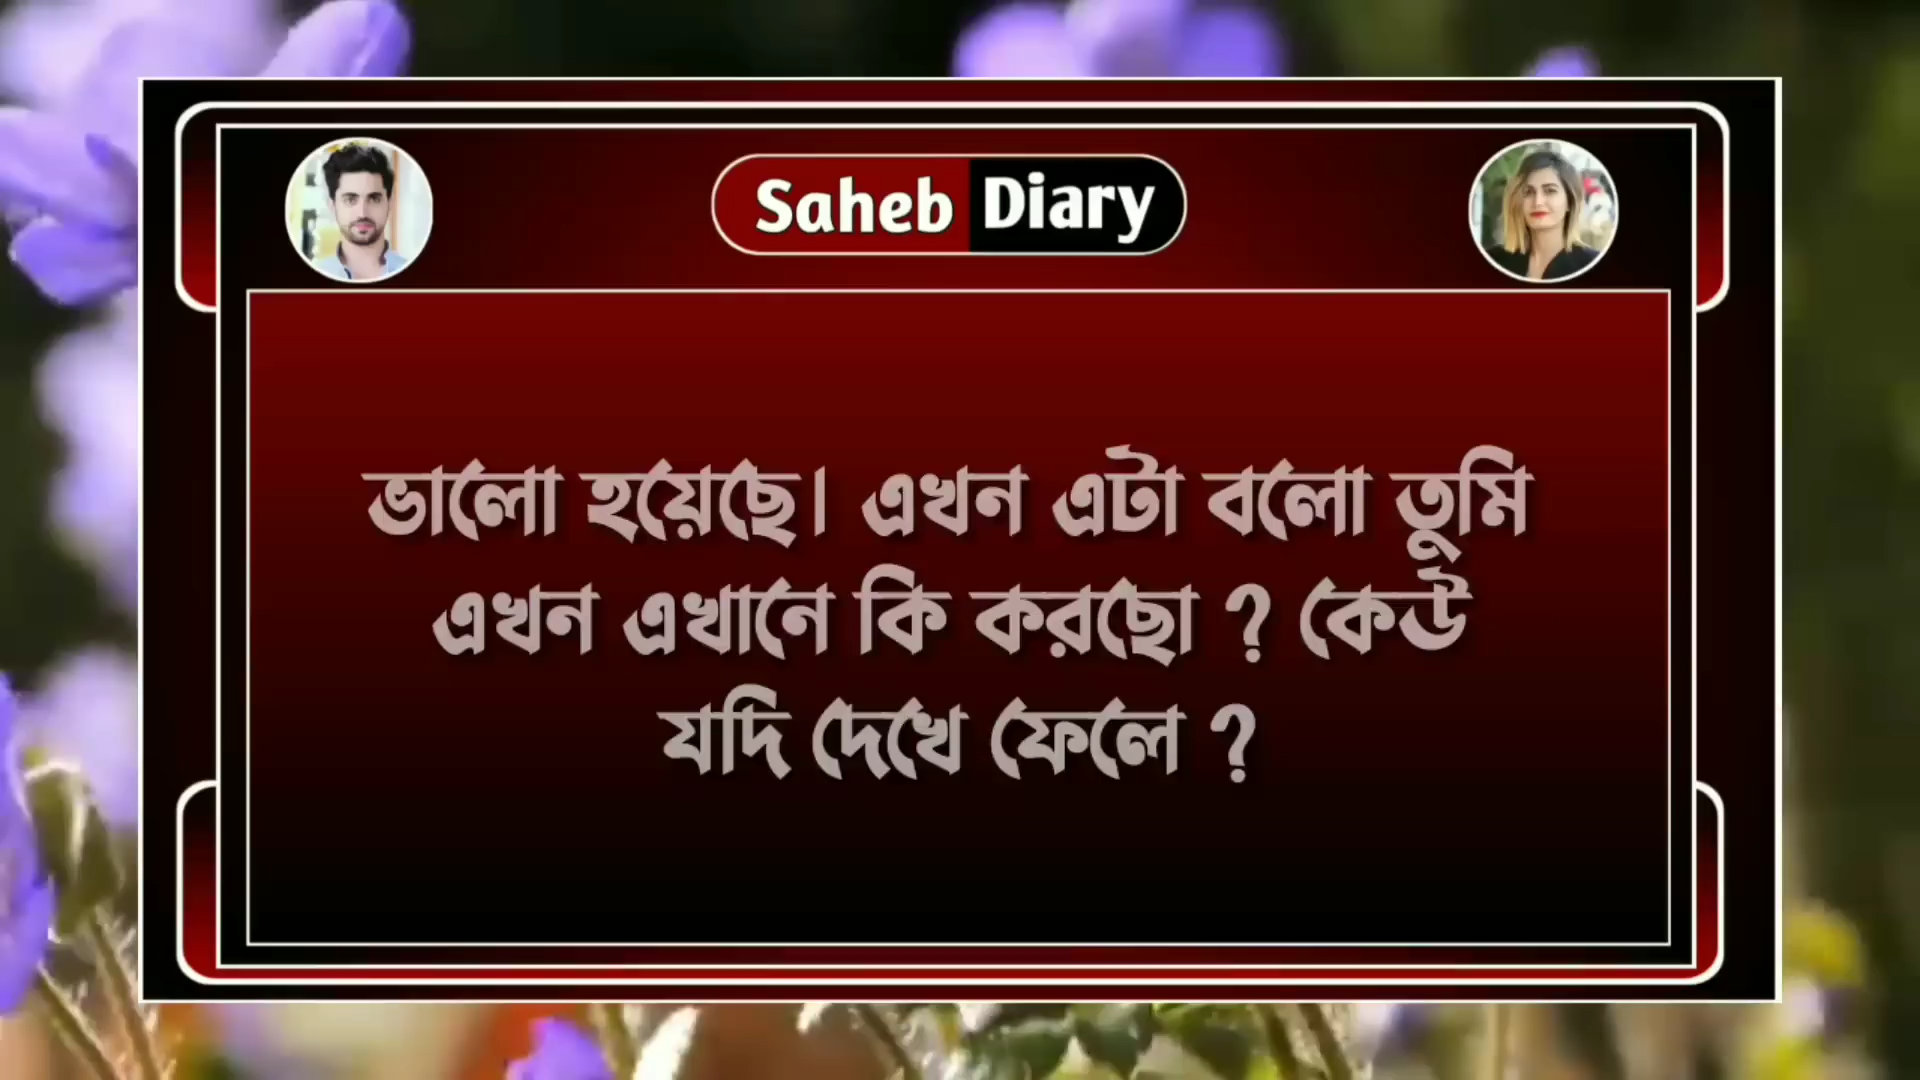 Saheb Diary
ভালো হয়েছে। এখন এটা বলো তুমি
এখন এখানে কি করছো ? কেউ
যদি দেখে ফেলে ?